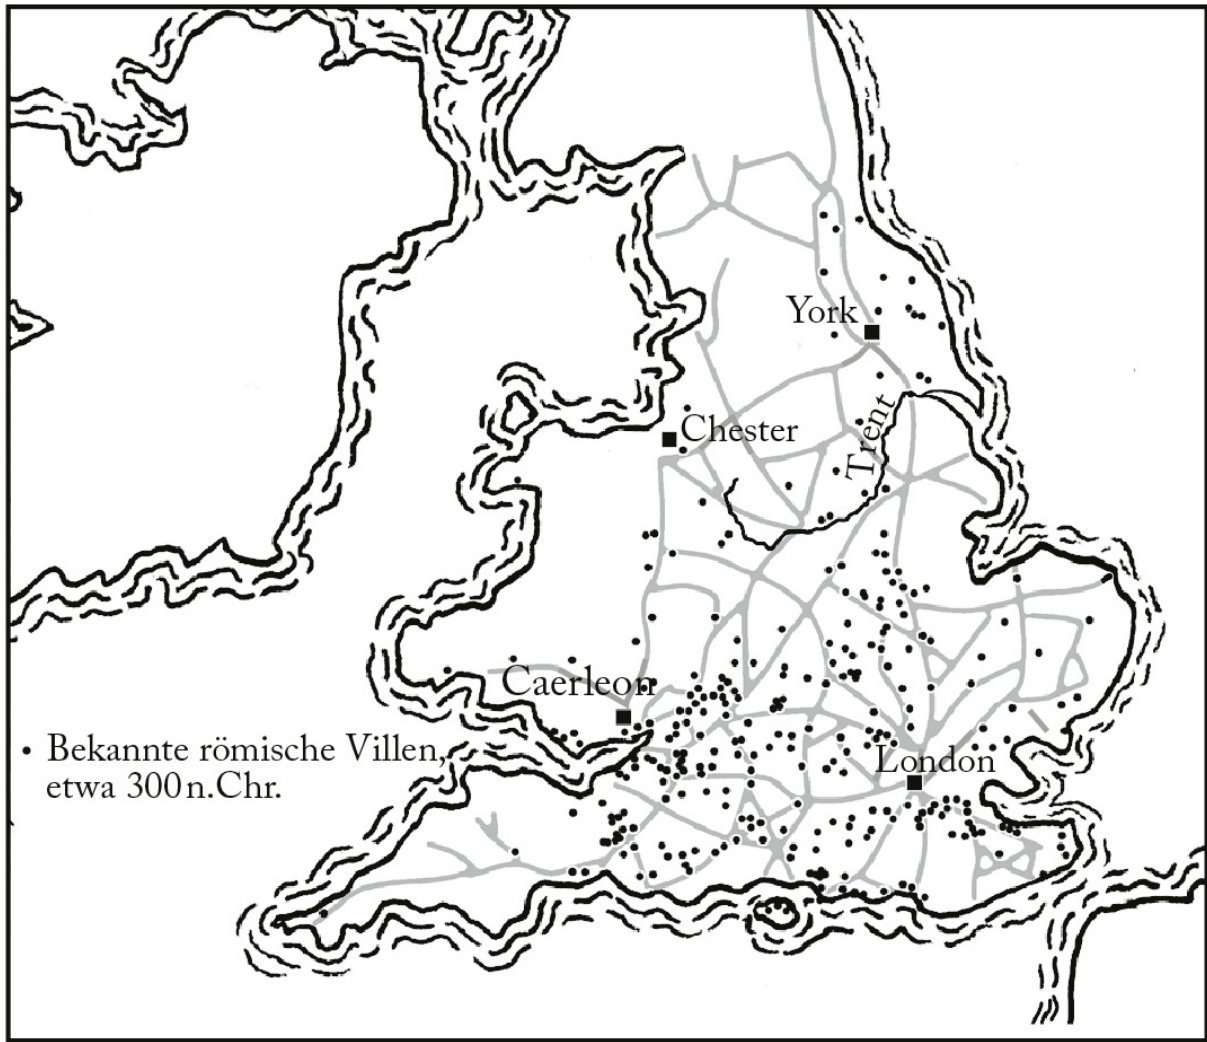 York
Chester
Trent
Caerleon
• Bekannte römische Villen,
etwa 300 n. Chr.
London